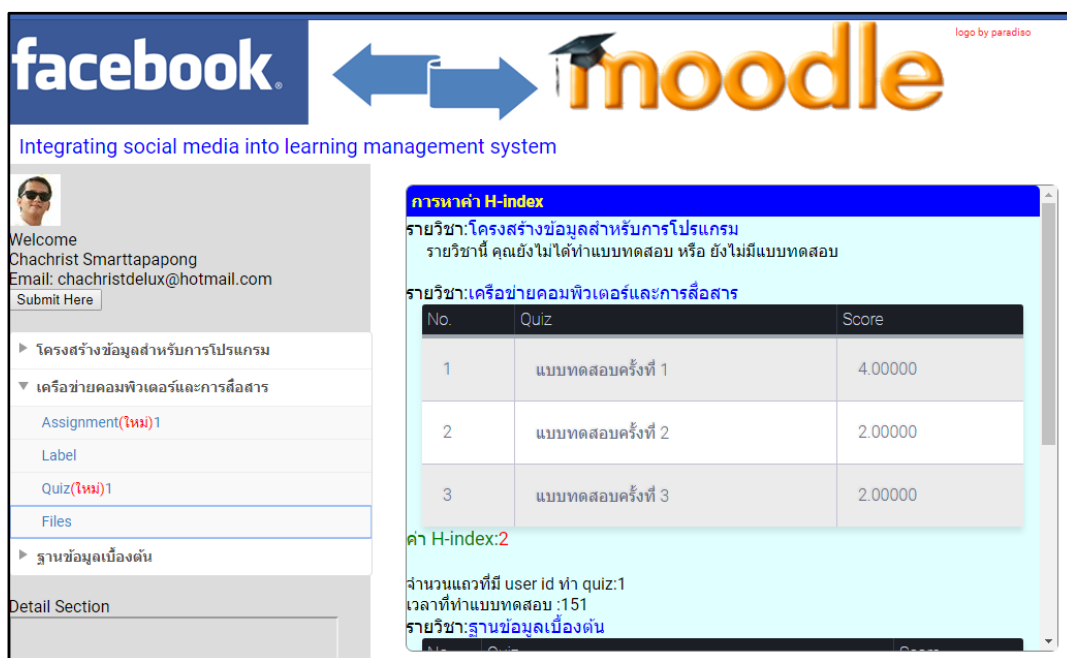 facebook.
moodle
logo by paradiso
Integrating social media into learning management system
Welcome
Chachrist Smarttapapong
Email: chachristdelux@hotmail.com
Submit Here
โครงสร้างข้อมูลสำหรับการโปรแกรม
เครือข่ายคอมพิวเตอร์และการสื่อสาร
Assignment(ใหม่)1
Label
Quiz(ใหม่)1
Files
ฐานข้อมูลเบื้องต้น
Detail Section
การหาค่า H-index
รายวิชา:โครงสร้างข้อมูลสำหรับการโปรแกรม
รายวิชานี้ คุณยังไม่ได้ทำแบบทดสอบ หรือ ยังไม่มีแบบทดสอบ
รายวิชา:เครือข่ายคอมพิวเตอร์และการสื่อสาร
No. Quiz Score
1 แบบทดสอบครั้งที่ 1 4.00000
2 แบบทดสอบครั้งที่ 2 2.00000
3 แบบทดสอบครั้งที่ 3 2.00000
ค่า H-index:2
จำนวนแถวที่มี user id ทำ quiz:1
เวลาที่ทำแบบทดสอบ :151
รายวิชา:ฐานข้อมูลเบื้องต้น
No. Quiz Score